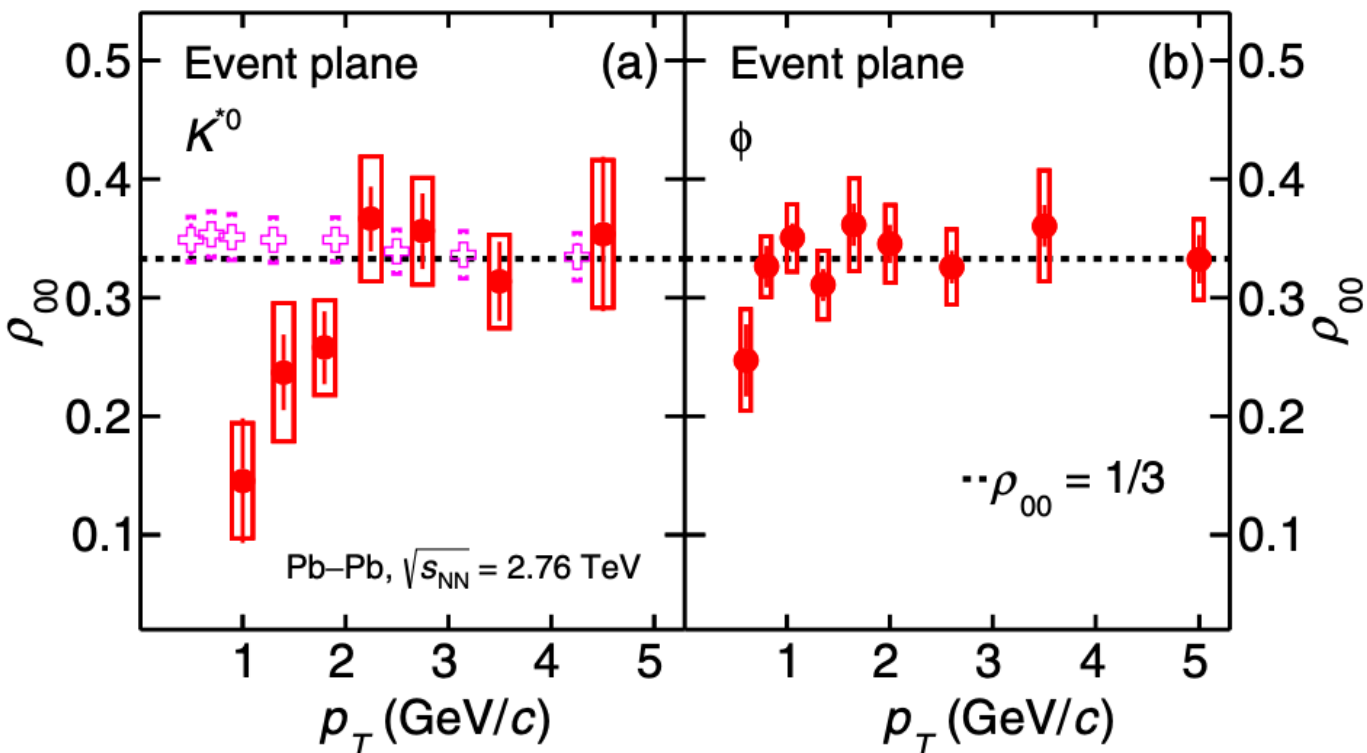 Event plane (a)
K*0
0.5
0.4
0.3
0.2
0.1
ρ00
Pb–Pb, √sNN = 2.76 TeV
1 2 3 4 5
pT (GeV/c)
Event plane (b)
ϕ
ρ00 = 1/3
0.5
0.4
0.3
0.2
0.1
ρ00
1 2 3 4 5
pT (GeV/c)